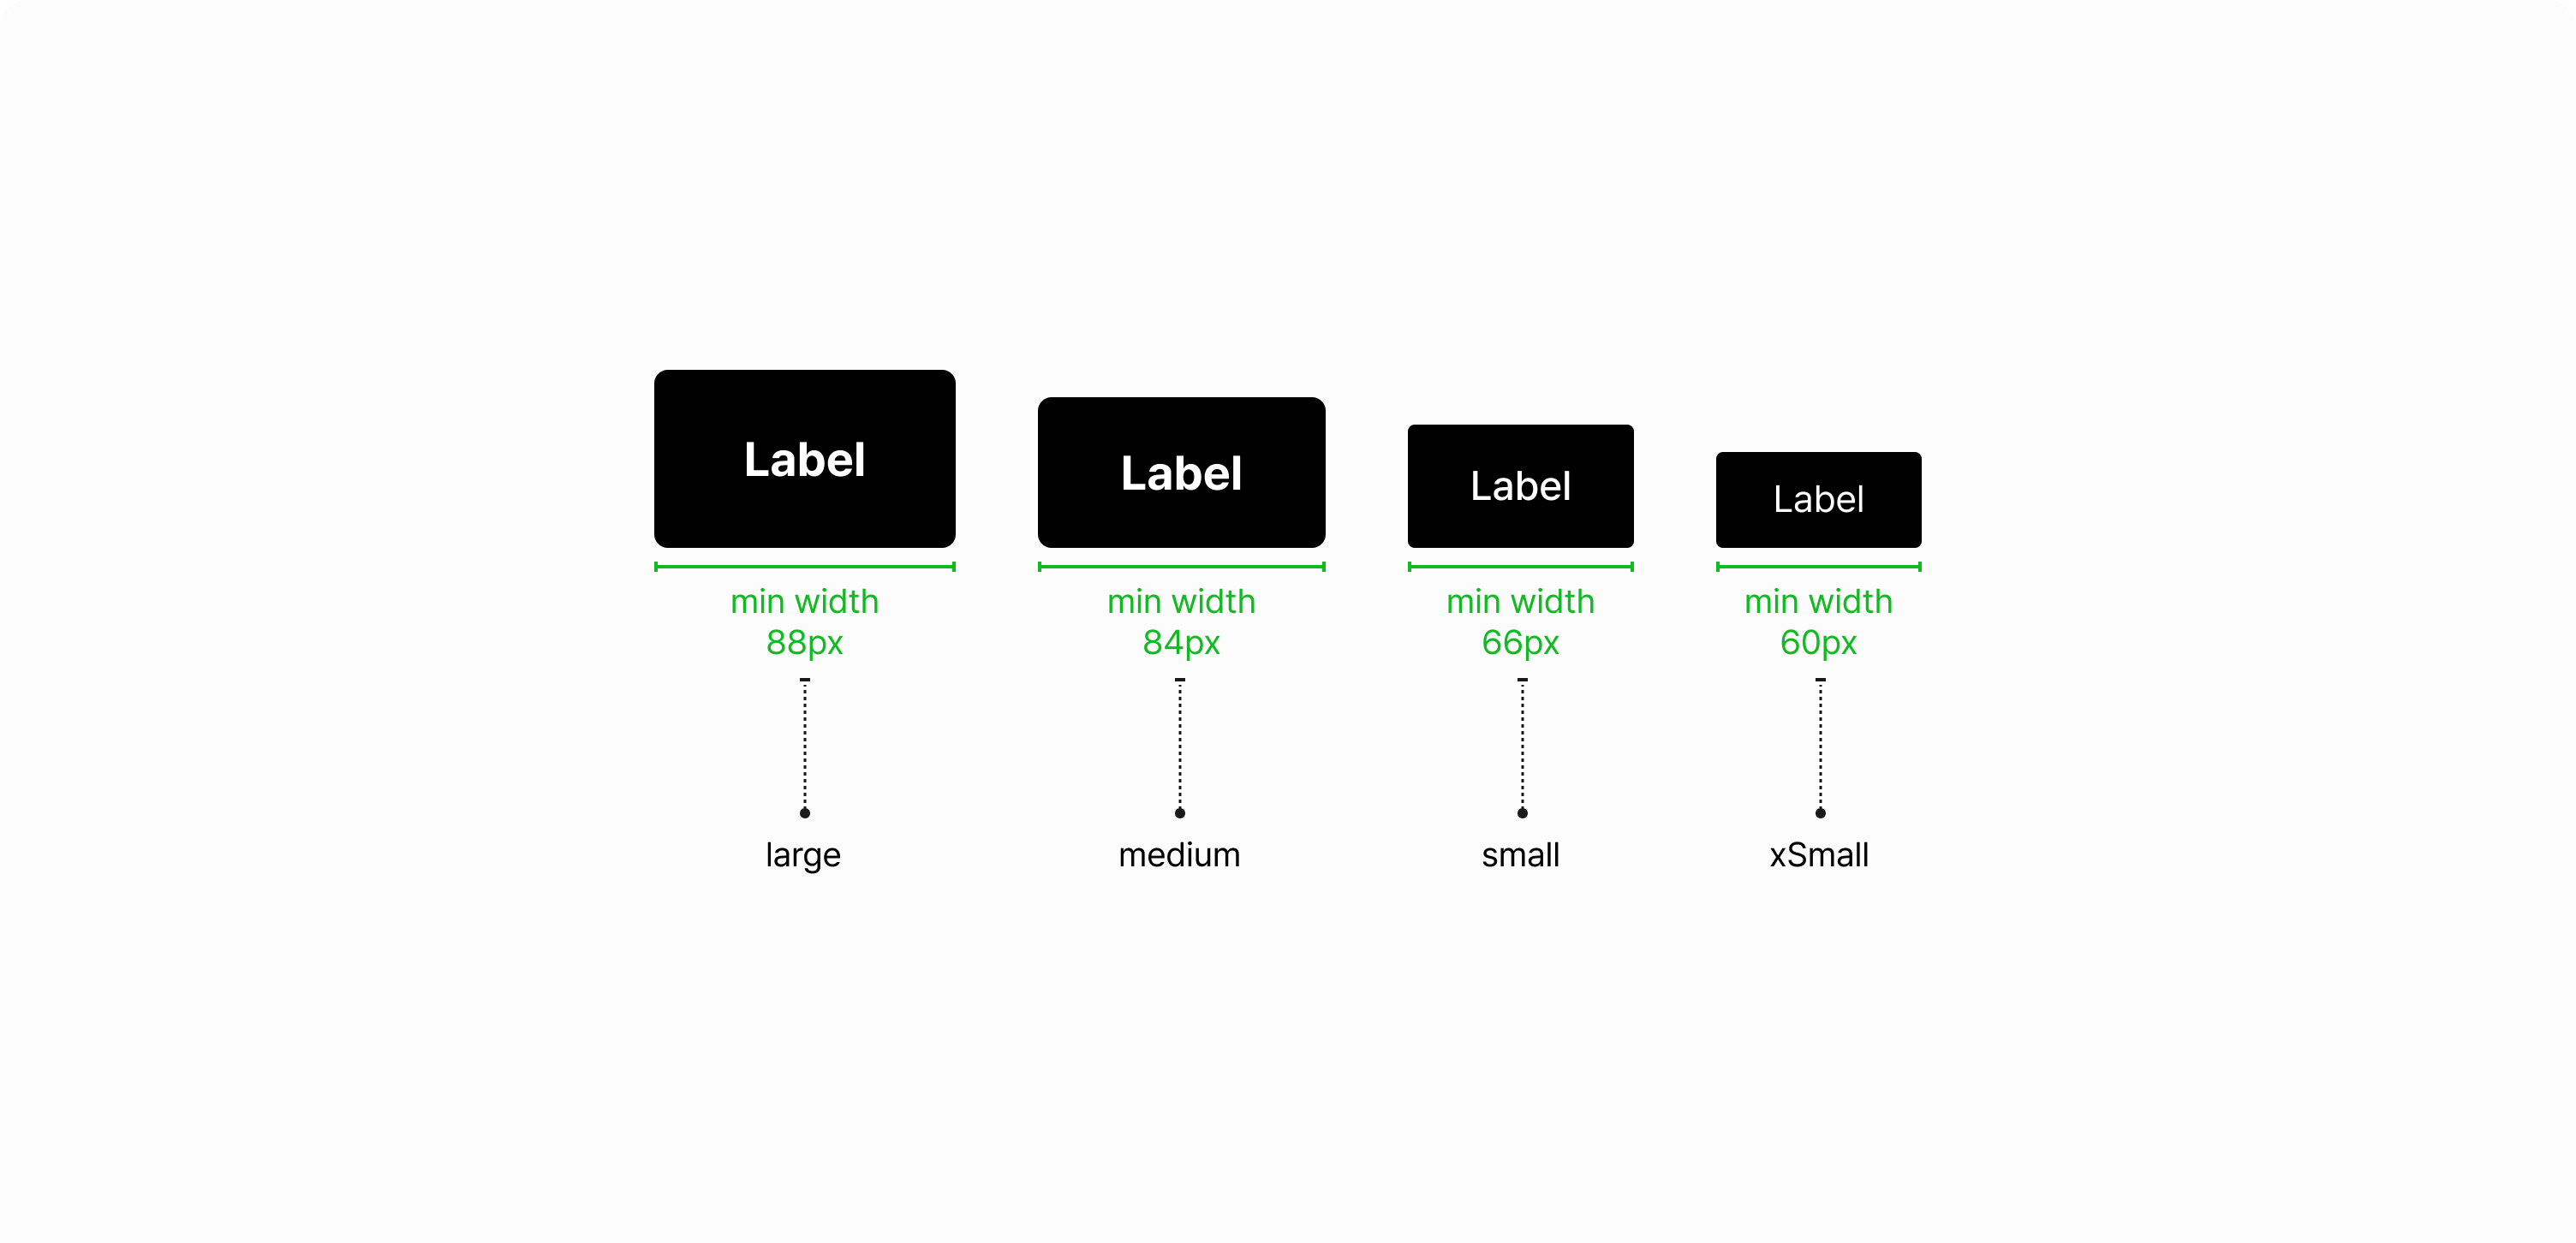 Label
Label
Label
Label
min width
88px
min width
84px
min width
66px
min width
60px
large
medium
small
xSmall